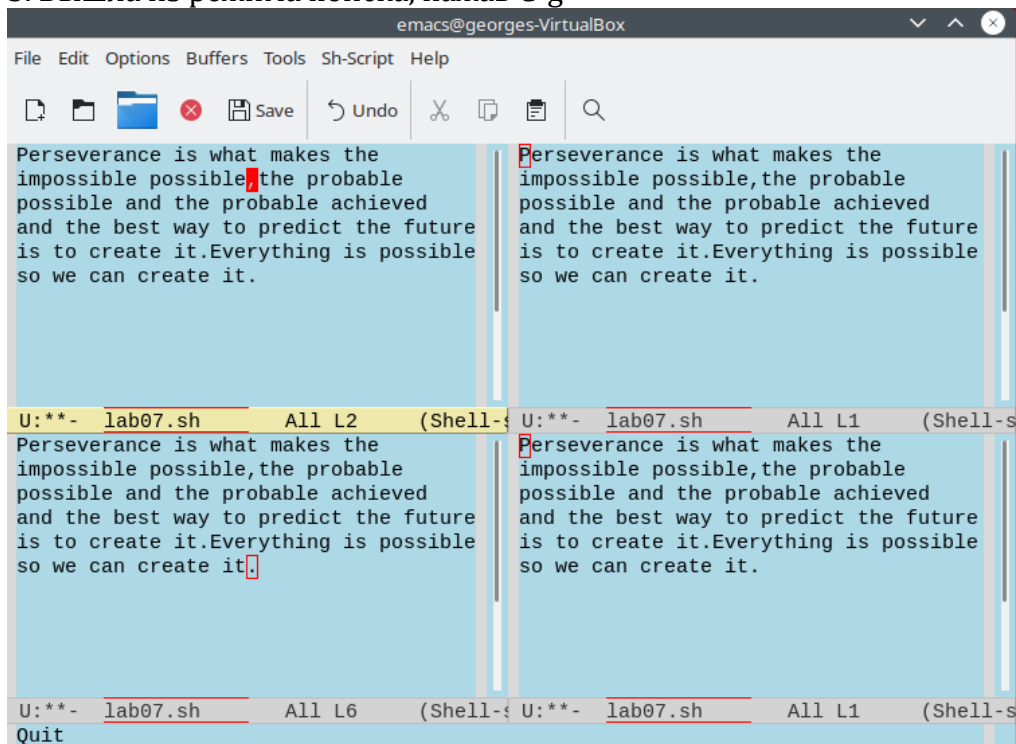 emacs@georges-VirtualBox
File Edit Options Buffers Tools Sh-Script Help
Save Undo
Perseverance is what makes the
impossible possible,the probable
possible and the probable achieved
and the best way to predict the future
is to create it.Everything is possible
so we can create it.
U:**- lab07.sh All L2 (Shell-s
Perseverance is what makes the
impossible possible,the probable
possible and the probable achieved
and the best way to predict the future
is to create it.Everything is possible
so we can create it.
U:**- lab07.sh All L1 (Shell-s
Perseverance is what makes the
impossible possible,the probable
possible and the probable achieved
and the best way to predict the future
is to create it.Everything is possible
so we can create it.
U:**- lab07.sh All L6 (Shell-s
Perseverance is what makes the
impossible possible,the probable
possible and the probable achieved
and the best way to predict the future
is to create it.Everything is possible
so we can create it.
U:**- lab07.sh All L1 (Shell-s
Quit